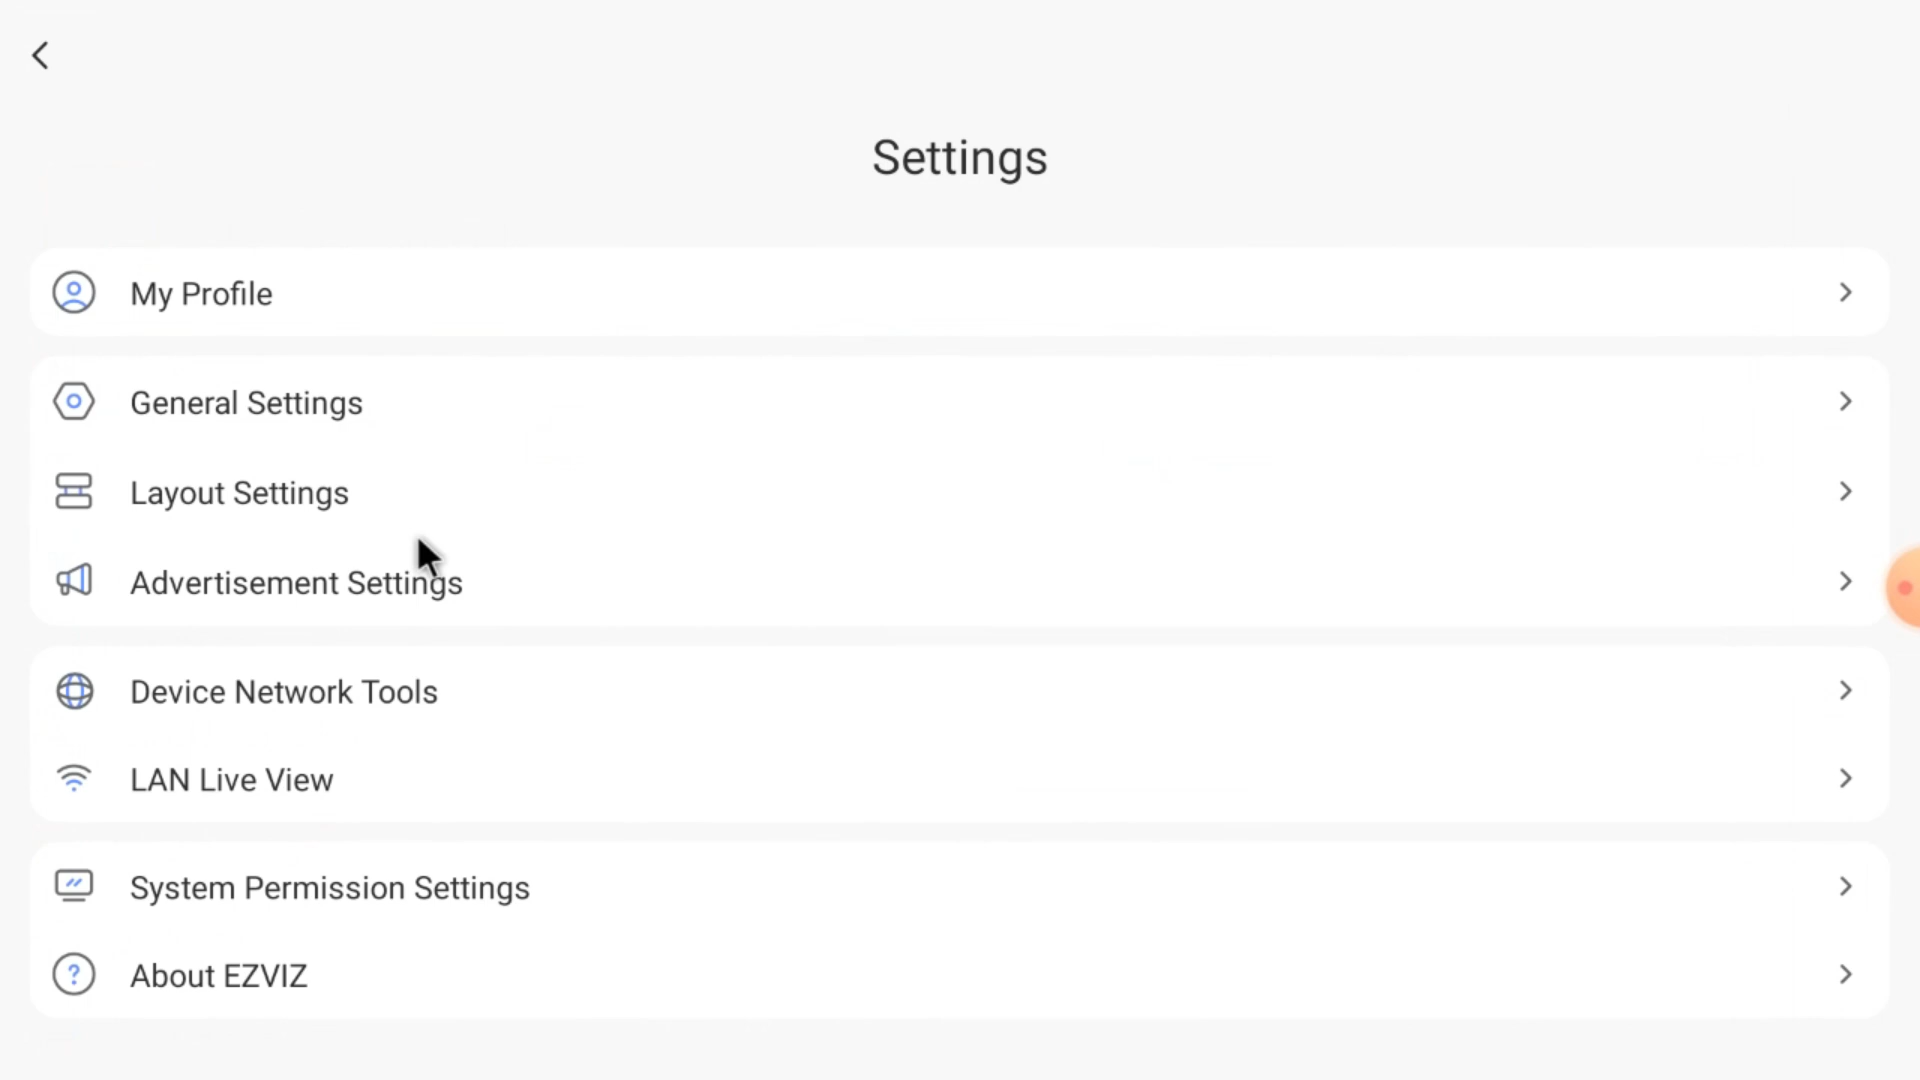 Settings
My Profile
General Settings
Layout Settings
Advertisement Settings
Device Network Tools
LAN Live View
System Permission Settings
About EZVIZ